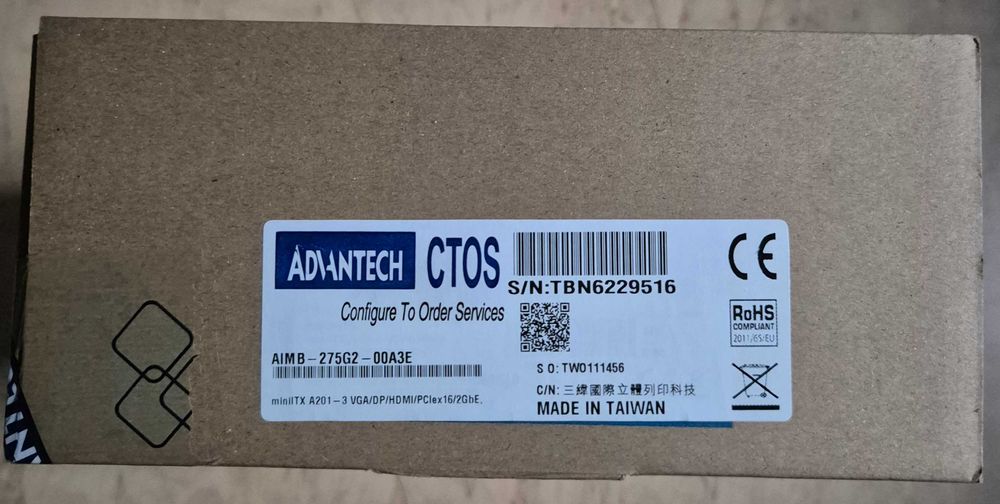 ADVANTECH CTOS
Configure To Order Services
S/N:TBN6229516
CE
RoHS
COMPLIANT
2011/65/EU
AIMB-275G2-00A3E
miniITX A201-3 VGA/DP/HDMI/PCIex16/2GbE.
S O: TWO111456
C/N: 三緯國際立體列印科技
MADE IN TAIWAN